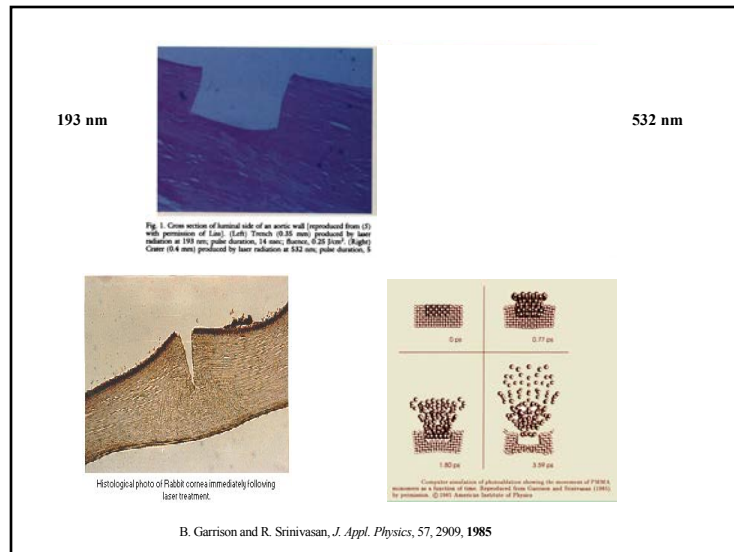 193 nm
532 nm
Fig. 1. Cross section of luminal side of an aortic wall [reproduced from (5)
with permission of Liss]. (Left) Trench (0.35 mm) produced by laser
radiation at 193 nm; pulse duration, 14 nsec; fluence, 0.25 J/cm². (Right)
Crater (0.4 mm) produced by laser radiation at 532 nm; pulse duration, 5
0 ps
0.77 ps
1.80 ps
3.59 ps
Histological photo of Rabbit cornea immediately following
laser treatment.
Computer simulation of photoablation showing the movement of PMMA
monomers as a function of time. Reproduced from Garrison and Srinivasan (1985)
by permission. © 1985 American Institute of Physics
B. Garrison and R. Srinivasan, J. Appl. Physics, 57, 2909, 1985